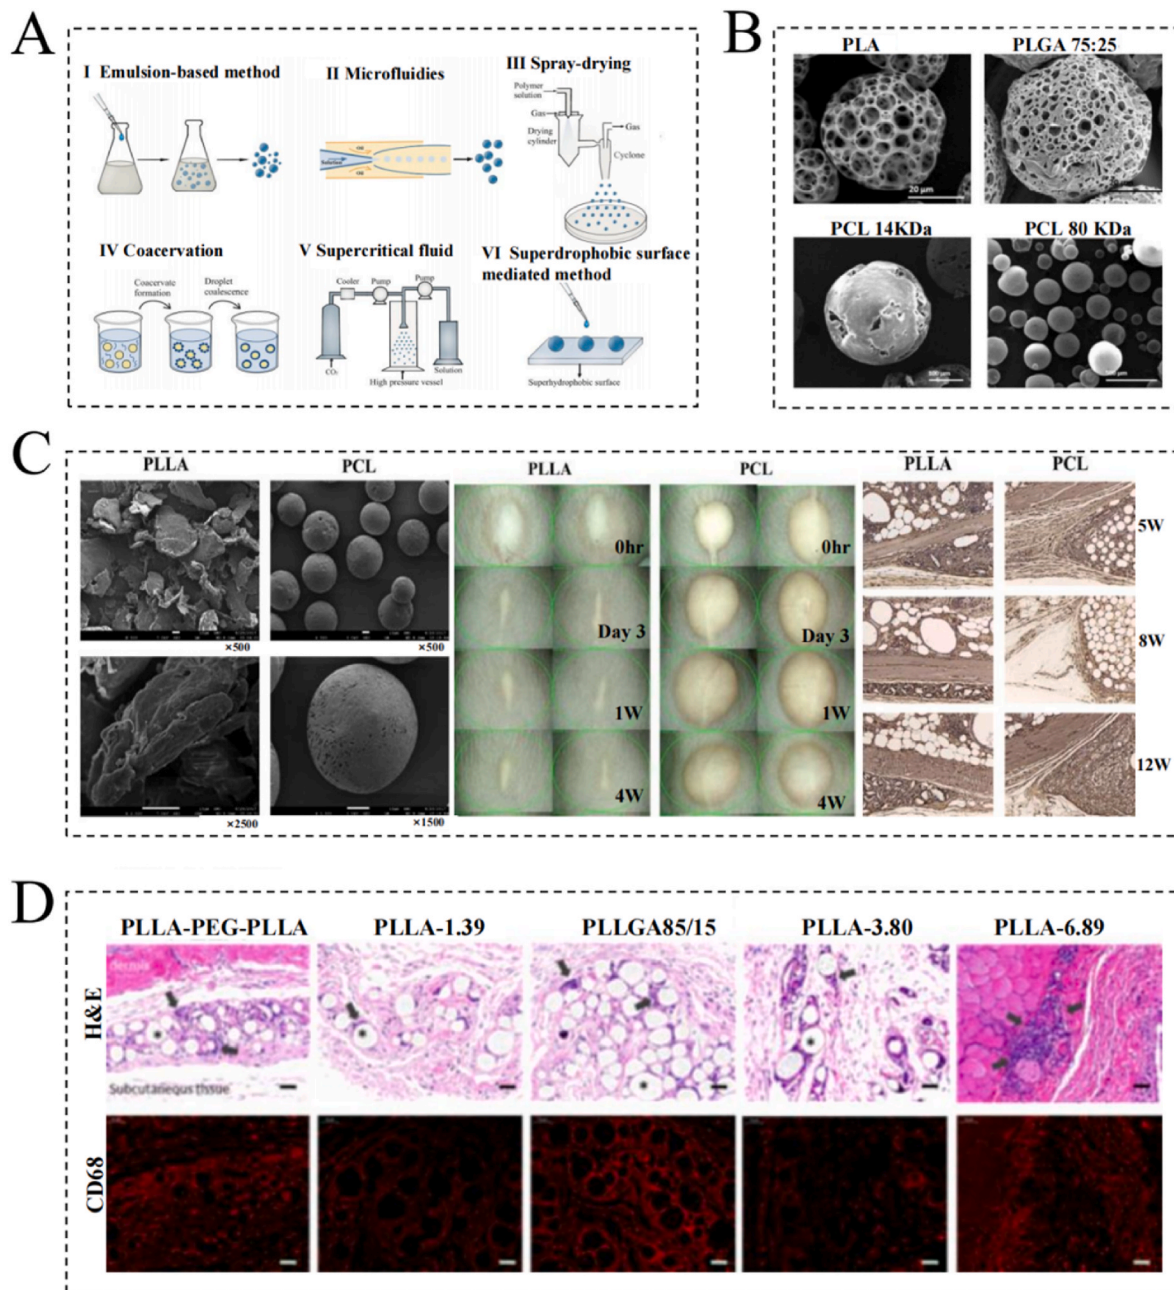 A
I Emulsion-based method
II Microfluidies
III Spray-drying
Polymer
solution
Gas
Gas
Drying
cylinder
Cyclone
IV Coacervation
Coacervate
formation
Droplet
coalescence
V Supercritical fluid
Cooler
Pump
Pump
CO₂
High pressure vessel
Solution
VI Superdrophobic surface
mediated method
Superhydrophobic surface
B
PLA
PLGA 75:25
20 µm
PCL 14KDa
PCL 80 KDa
100 µm
C
PLLA
PCL
PLLA
PCL
PLLA
PCL
×500
×500
×2500
×1500
0hr
Day 3
1W
4W
0hr
Day 3
1W
4W
5W
8W
12W
D
PLLA-PEG-PLLA
PLLA-1.39
PLLGA85/15
PLLA-3.80
PLLA-6.89
H&E
Subcutaneous tissue
CD68